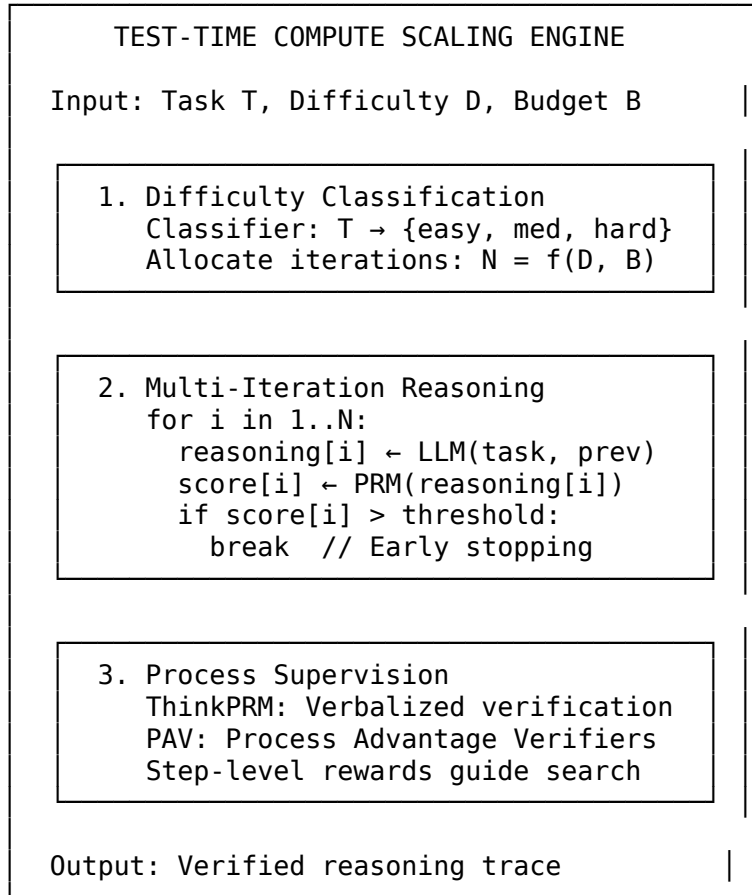 TEST-TIME COMPUTE SCALING ENGINE
Input: Task T, Difficulty D, Budget B
1. Difficulty Classification
Classifier: T → {easy, med, hard}
Allocate iterations: N = f(D, B)
2. Multi-Iteration Reasoning
for i in 1..N:
reasoning[i] ← LLM(task, prev)
score[i] ← PRM(reasoning[i])
if score[i] > threshold:
break // Early stopping
3. Process Supervision
ThinkPRM: Verbalized verification
PAV: Process Advantage Verifiers
Step-level rewards guide search
Output: Verified reasoning trace